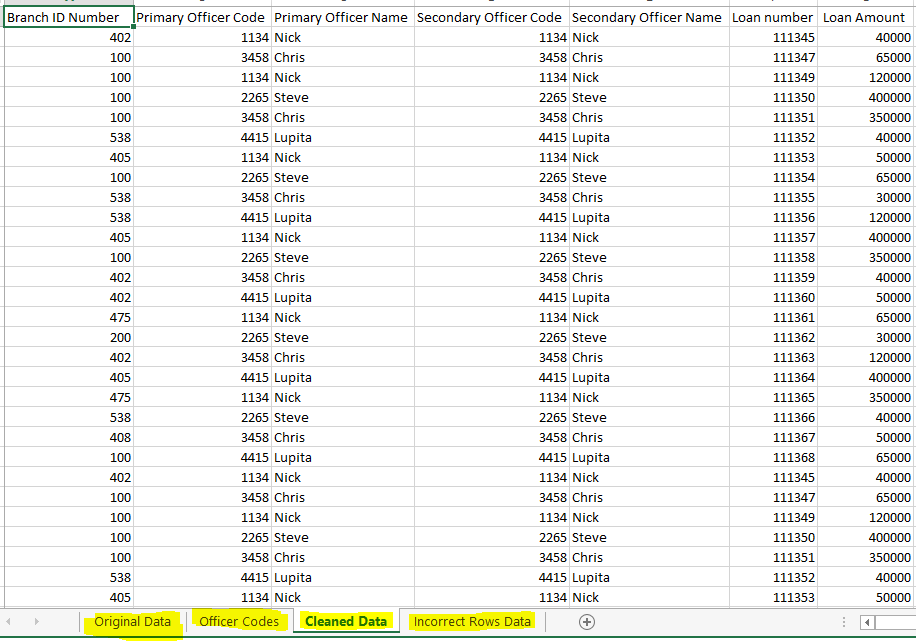 Branch ID Number Primary Officer Code Primary Officer Name Secondary Officer Code Secondary Officer Name Loan number Loan Amount
402 1134 Nick 1134 Nick 111345 40000
100 3458 Chris 3458 Chris 111347 65000
100 1134 Nick 1134 Nick 111349 120000
100 2265 Steve 2265 Steve 111350 400000
100 3458 Chris 3458 Chris 111351 350000
538 4415 Lupita 4415 Lupita 111352 40000
405 1134 Nick 1134 Nick 111353 50000
100 2265 Steve 2265 Steve 111354 65000
538 3458 Chris 3458 Chris 111355 30000
538 4415 Lupita 4415 Lupita 111356 120000
405 1134 Nick 1134 Nick 111357 400000
100 2265 Steve 2265 Steve 111358 350000
402 3458 Chris 3458 Chris 111359 40000
402 4415 Lupita 4415 Lupita 111360 50000
475 1134 Nick 1134 Nick 111361 65000
200 2265 Steve 2265 Steve 111362 30000
402 3458 Chris 3458 Chris 111363 120000
405 4415 Lupita 4415 Lupita 111364 400000
475 1134 Nick 1134 Nick 111365 350000
538 2265 Steve 2265 Steve 111366 40000
408 3458 Chris 3458 Chris 111367 50000
100 4415 Lupita 4415 Lupita 111368 65000
402 1134 Nick 1134 Nick 111345 40000
100 3458 Chris 3458 Chris 111347 65000
100 1134 Nick 1134 Nick 111349 120000
100 2265 Steve 2265 Steve 111350 400000
100 3458 Chris 3458 Chris 111351 350000
538 4415 Lupita 4415 Lupita 111352 40000
405 1134 Nick 1134 Nick 111353 50000
Original Data Officer Codes Cleaned Data Incorrect Rows Data